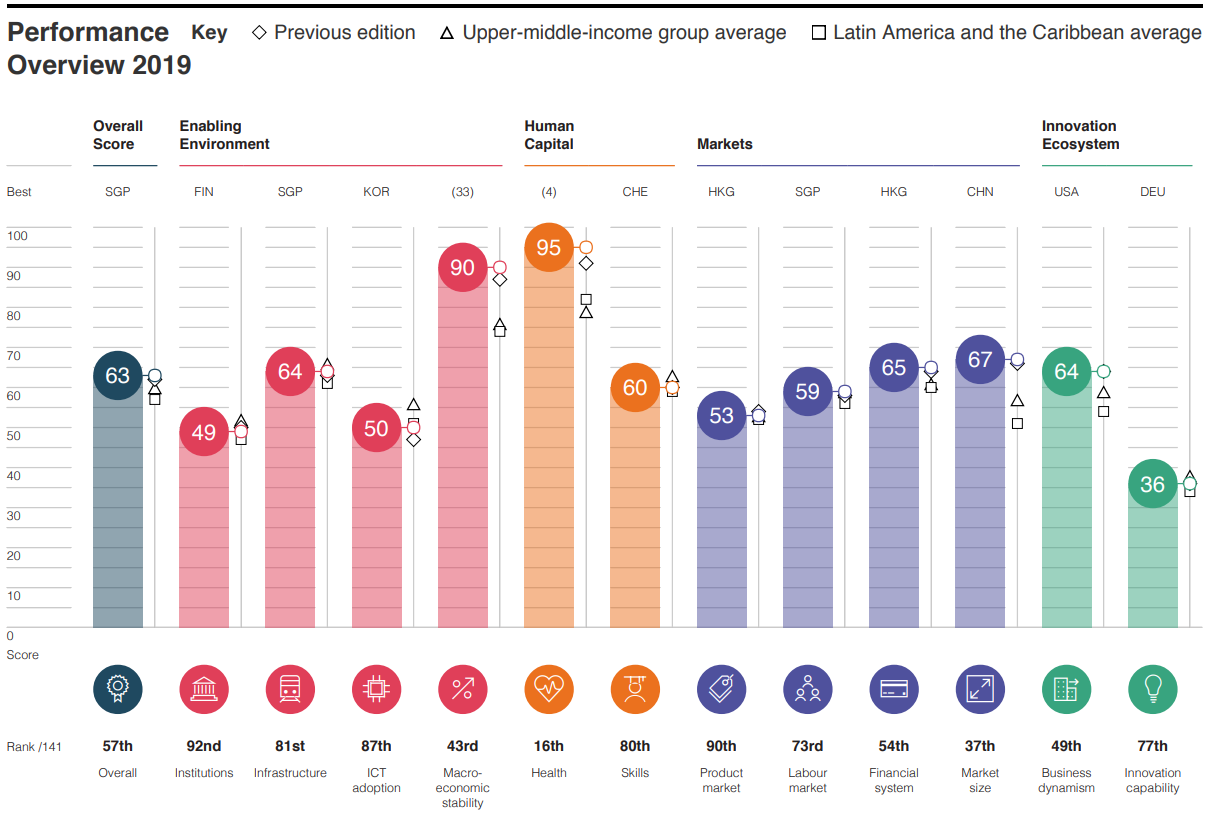 Performance Key Previous edition Upper-middle-income group average Latin America and the Caribbean average
Overview 2019
Overall Enabling Human Innovation
Score Environment Capital Markets Ecosystem
Best SGP FIN SGP KOR (33) (4) CHE HKG SGP HKG CHN USA DEU
100
90
80
70
60
50
40
30
20
10
0
63 49 64 50 90 95 60 53 59 65 67 64 36
Score
Rank /141 57th 92nd 81st 87th 43rd 16th 80th 90th 73rd 54th 37th 49th 77th
Overall Institutions Infrastructure ICT Macro- Health Skills Product Labour Financial Market Business Innovation
adoption economic market market system size dynamism capability
stability